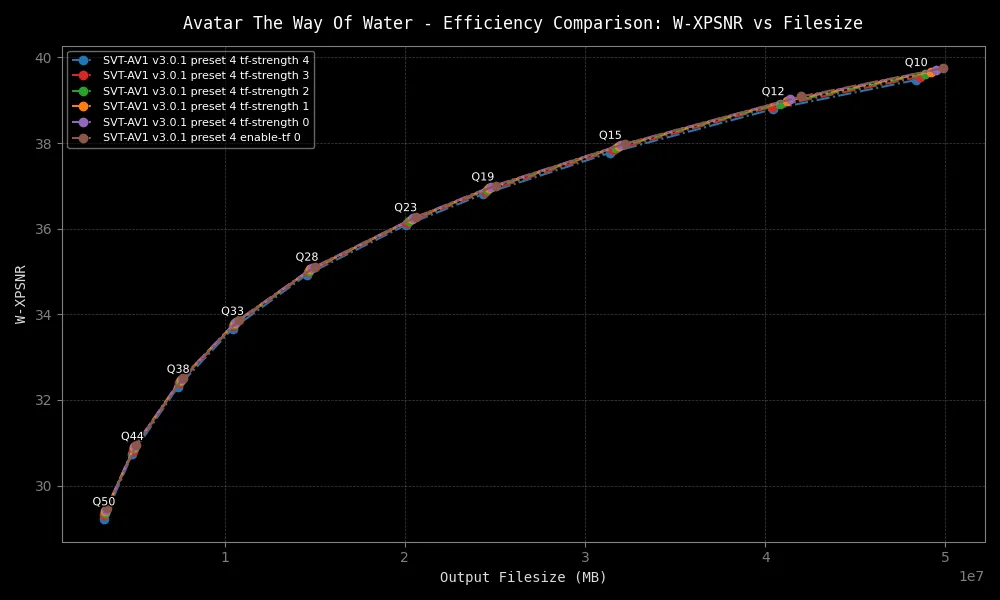 Avatar The Way Of Water - Efficiency Comparison: W-XPSNR vs Filesize
SVT-AV1 v3.0.1 preset 4 tf-strength 4
SVT-AV1 v3.0.1 preset 4 tf-strength 3
SVT-AV1 v3.0.1 preset 4 tf-strength 2
SVT-AV1 v3.0.1 preset 4 tf-strength 1
SVT-AV1 v3.0.1 preset 4 tf-strength 0
SVT-AV1 v3.0.1 preset 4 enable-tf 0
W-XPSNR
40
38
36
34
32
30
Q10
Q12
Q15
Q19
Q23
Q28
Q33
Q38
Q44
Q50
1
2
3
4
5
1e7
Output Filesize (MB)